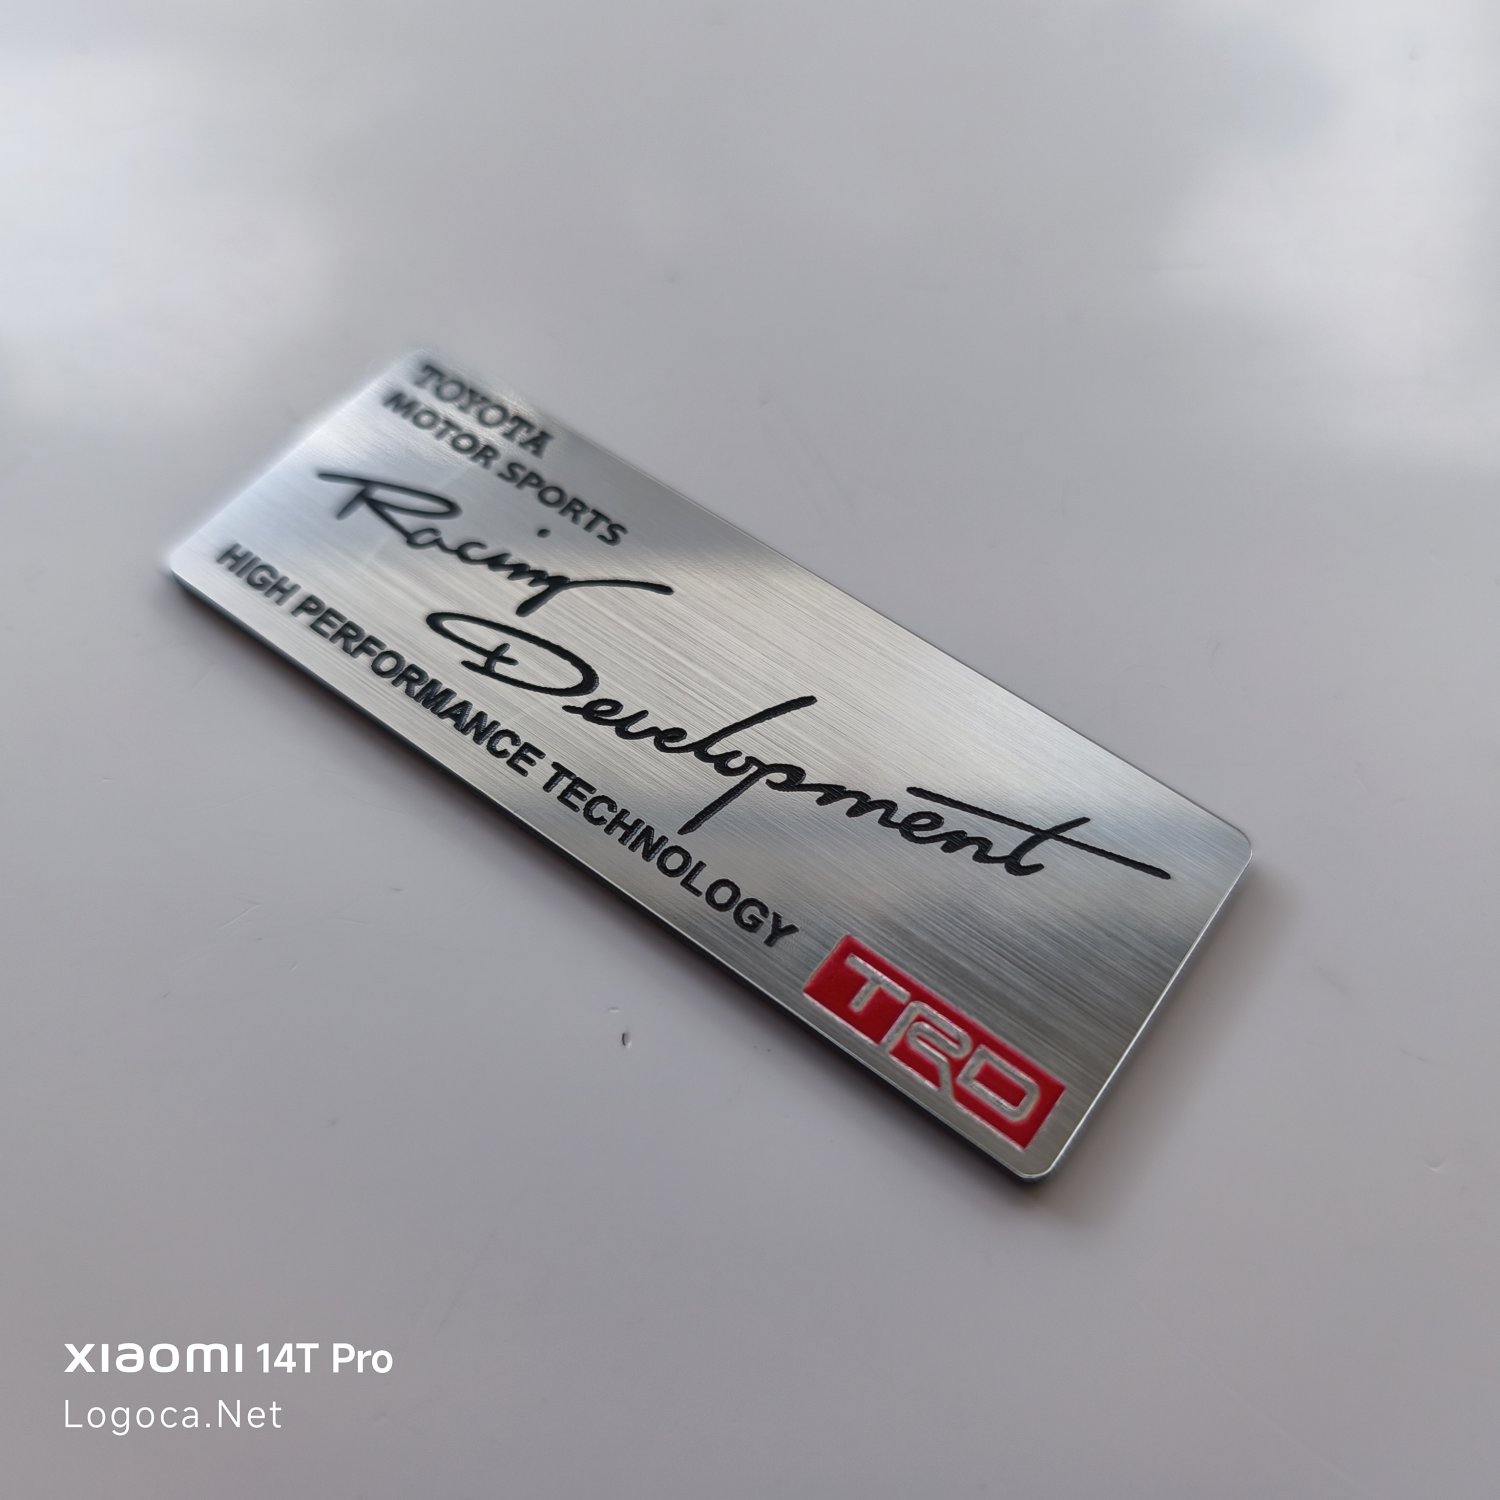 TOYOTA
MOTOR SPORTS
Racing
Development
HIGH PERFORMANCE TECHNOLOGY
TRD
xiaomi 14T Pro
Logoca.Net